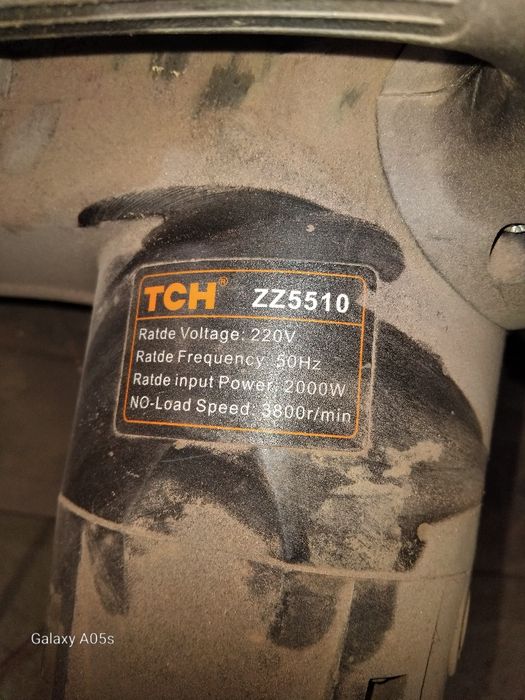 TCH® ZZ5510
Ratde Voltage: 220V
Ratde Frequency: 50Hz
Ratde input Power: 2000W
NO-Load Speed: 3800r/min
Galaxy A05s